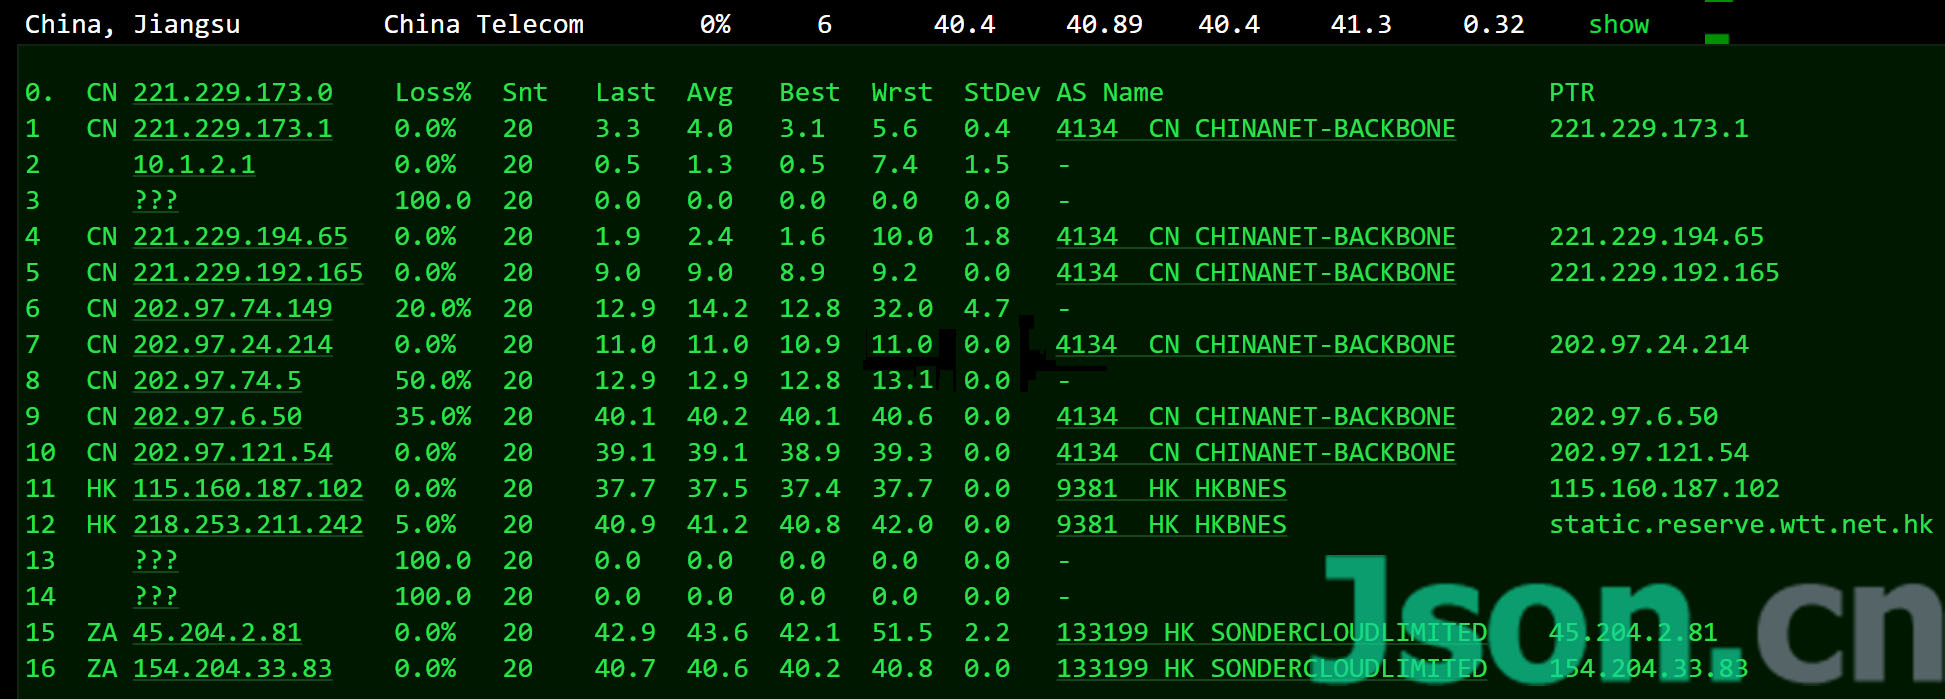 China, Jiangsu China Telecom 0% 6 40.4 40.89 40.4 41.3 0.32 show
0. CN 221.229.173.0 Loss% Snt Last Avg Best Wrst StDev AS Name PTR
1 CN 221.229.173.1 0.0% 20 3.3 4.0 3.1 5.6 0.4 4134 CN CHINANET-BACKBONE 221.229.173.1
2 10.1.2.1 0.0% 20 0.5 1.3 0.5 7.4 1.5 -
3 ??? 100.0 20 0.0 0.0 0.0 0.0 0.0 -
4 CN 221.229.194.65 0.0% 20 1.9 2.4 1.6 10.0 1.8 4134 CN CHINANET-BACKBONE 221.229.194.65
5 CN 221.229.192.165 0.0% 20 9.0 9.0 8.9 9.2 0.0 4134 CN CHINANET-BACKBONE 221.229.192.165
6 CN 202.97.74.149 20.0% 20 12.9 14.2 12.8 32.0 4.7 -
7 CN 202.97.24.214 0.0% 20 11.0 11.0 10.9 11.0 0.0 4134 CN CHINANET-BACKBONE 202.97.24.214
8 CN 202.97.74.5 50.0% 20 12.9 12.9 12.8 13.1 0.0 -
9 CN 202.97.6.50 35.0% 20 40.1 40.2 40.1 40.6 0.0 4134 CN CHINANET-BACKBONE 202.97.6.50
10 CN 202.97.121.54 0.0% 20 39.1 39.1 38.9 39.3 0.0 4134 CN CHINANET-BACKBONE 202.97.121.54
11 HK 115.160.187.102 0.0% 20 37.7 37.5 37.4 37.7 0.0 9381 HK HKBNES 115.160.187.102
12 HK 218.253.211.242 5.0% 20 40.9 41.2 40.8 42.0 0.0 9381 HK HKBNES static.reserve.wtt.net.hk
13 ??? 100.0 20 0.0 0.0 0.0 0.0 0.0 -
14 ??? 100.0 20 0.0 0.0 0.0 0.0 0.0 -
15 ZA 45.204.2.81 0.0% 20 42.9 43.6 42.1 51.5 2.2 133199 HK SONDERCLOUDLIMITED 45.204.2.81
16 ZA 154.204.33.83 0.0% 20 40.7 40.6 40.2 40.8 0.0 133199 HK SONDERCLOUDLIMITED 154.204.33.83
Json.cn